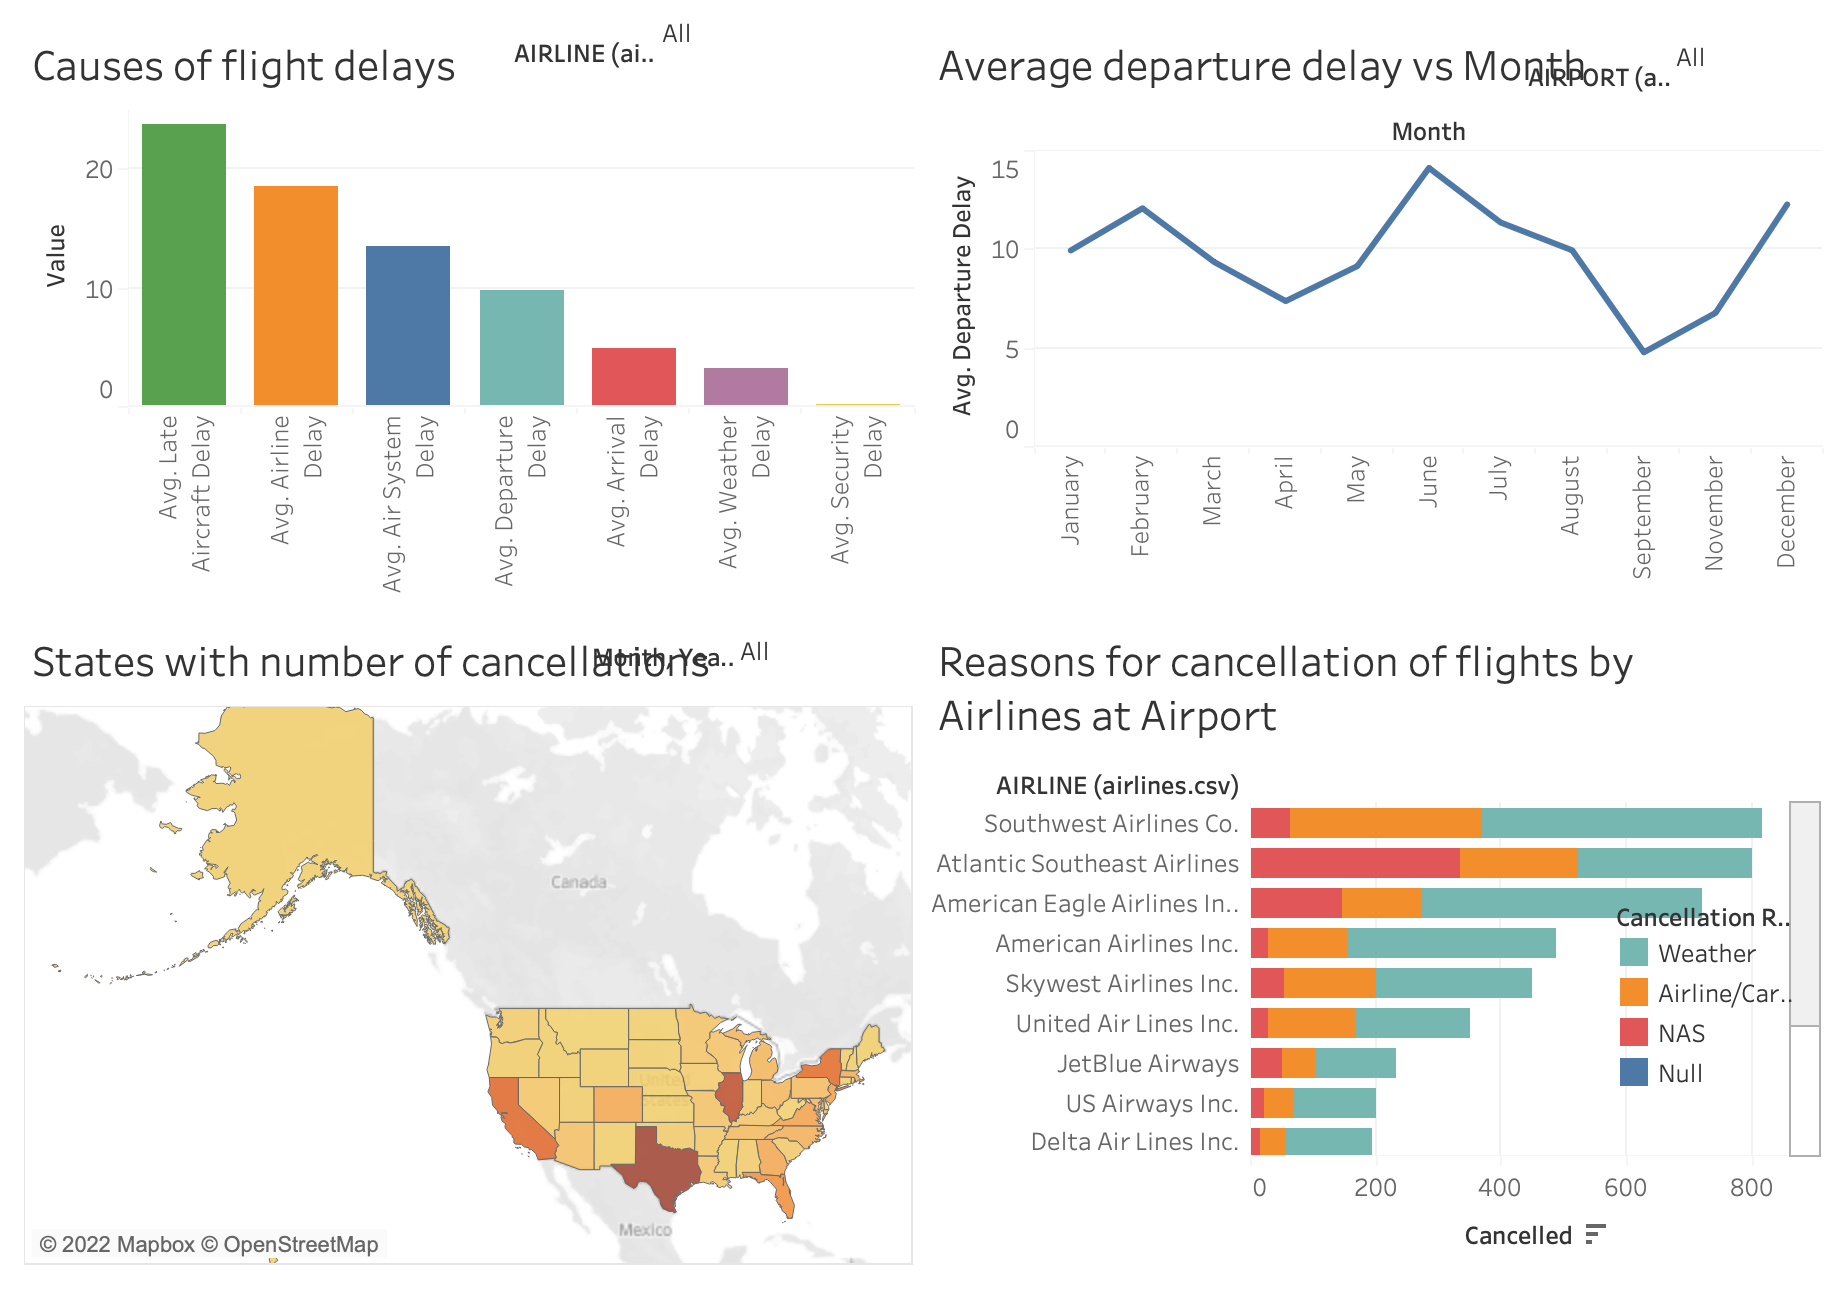 Causes of flight delays
AIRLINE (ai..
All
Value
20
10
0
Avg. Late
Aircraft Delay
Avg. Airline
Delay
Avg. Air System
Delay
Avg. Departure
Delay
Avg. Arrival
Delay
Avg. Weather
Delay
Avg. Security
Delay
Average departure delay vs Month
AIRPORT (a..
All
Month
Avg. Departure Delay
15
10
5
0
January
February
March
April
May
June
July
August
September
November
December
States with number of cancellations
Month, Yea..
All
Canada
United
States
Mexico
© 2022 Mapbox © OpenStreetMap
Reasons for cancellation of flights by
Airlines at Airport
AIRLINE (airlines.csv)
Southwest Airlines Co.
Atlantic Southeast Airlines
American Eagle Airlines In..
American Airlines Inc.
Skywest Airlines Inc.
United Air Lines Inc.
JetBlue Airways
US Airways Inc.
Delta Air Lines Inc.
Cancellation R..
Weather
Airline/Car..
NAS
Null
0
200
400
600
800
Cancelled